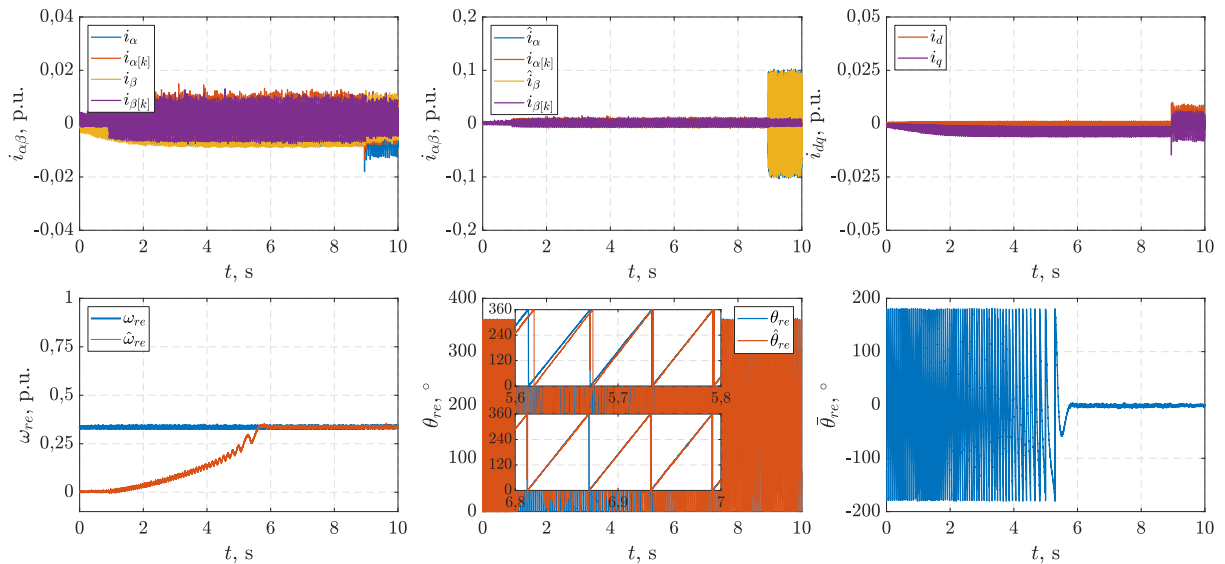 0,04
0,02
0
-0,02
-0,04
i_{αβ}, p.u.
i_α
i_{α[k]}
i_β
i_{β[k]}
0 2 4 6 8 10
t, s
0,2
0,1
0
-0,1
-0,2
i_{αβ}, p.u.
î_α
i_{α[k]}
î_β
i_{β[k]}
0 2 4 6 8 10
t, s
0,05
0,025
0
-0,025
-0,05
i_{dq}, p.u.
i_d
i_q
0 2 4 6 8 10
t, s
1
0,75
0,5
0,25
0
ω_{re}, p.u.
ω_{re}
ω̂_{re}
0 2 4 6 8 10
t, s
400
300
200
100
0
θ_{re}, °
θ_{re}
θ̂_{re}
360
240
120
0
5,6 5,7 5,8
360
240
120
0
6,8 6,9 7
0 2 4 6 8 10
t, s
200
100
0
-100
-200
θ̄_{re}, °
0 2 4 6 8 10
t, s